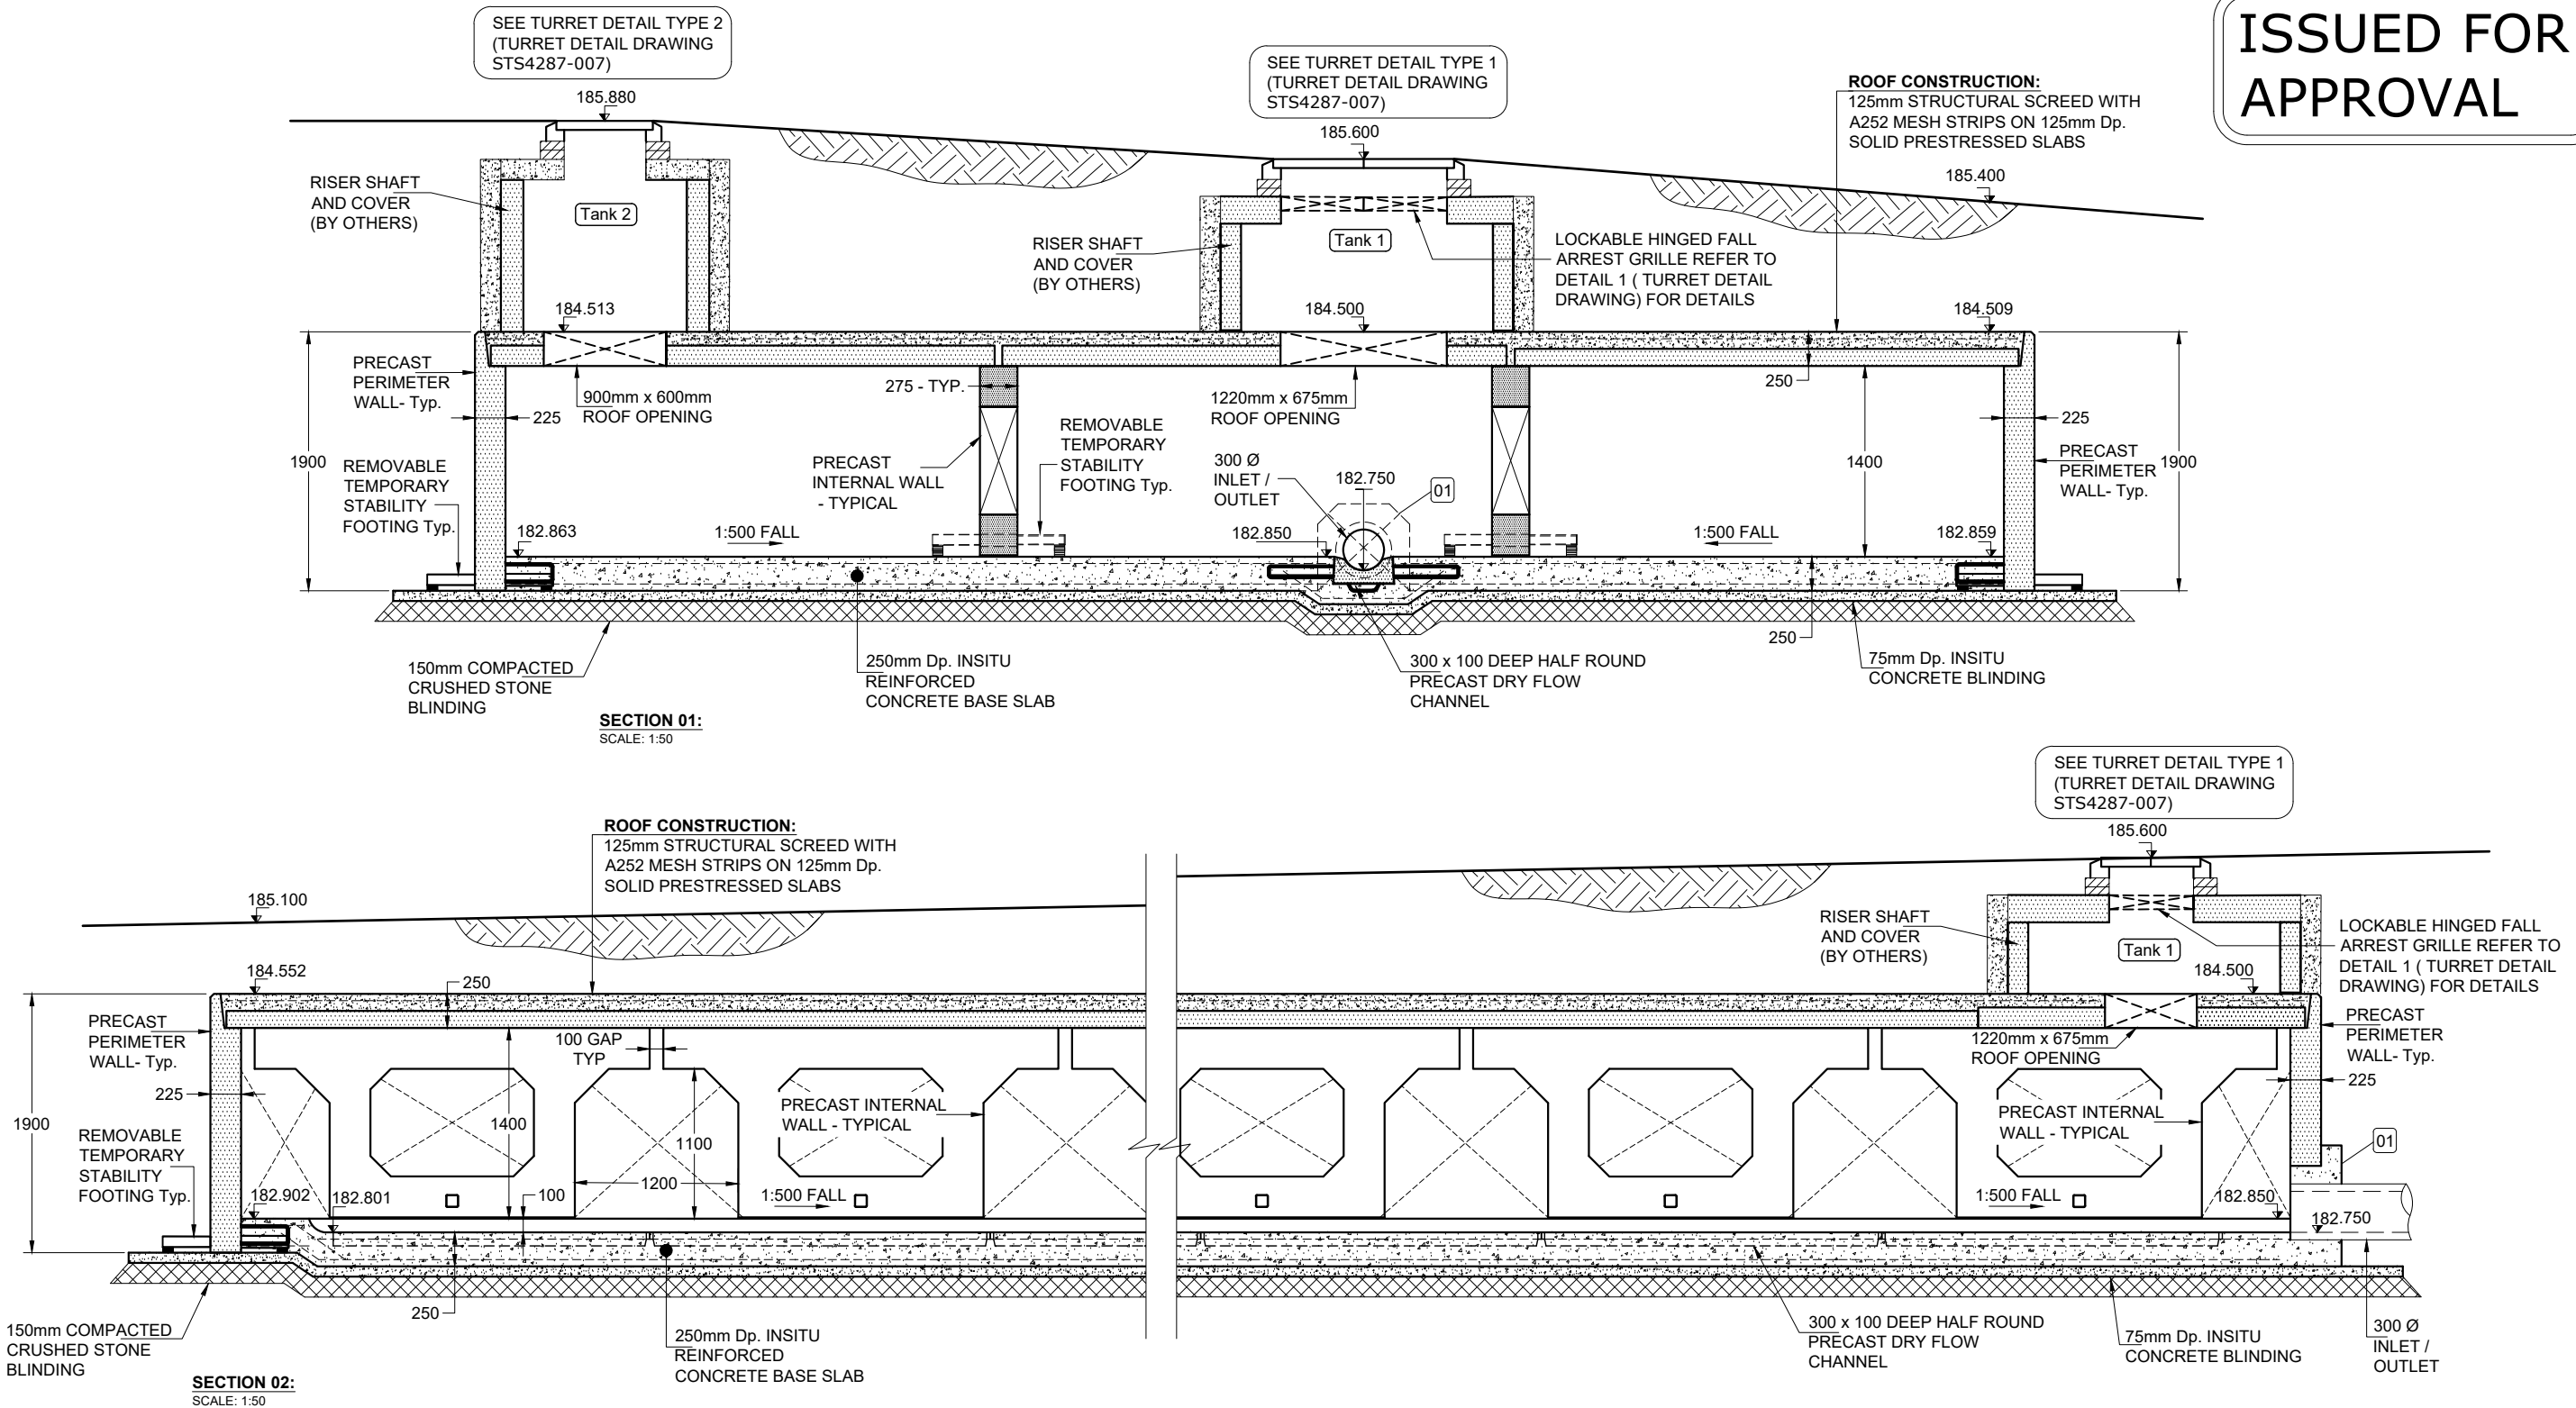 ISSUED FOR
APPROVAL
SEE TURRET DETAIL TYPE 2
(TURRET DETAIL DRAWING
STS4287-007)
185.880
SEE TURRET DETAIL TYPE 1
(TURRET DETAIL DRAWING
STS4287-007)
185.600
ROOF CONSTRUCTION:
125mm STRUCTURAL SCREED WITH
A252 MESH STRIPS ON 125mm Dp.
SOLID PRESTRESSED SLABS
185.400
RISER SHAFT
AND COVER
(BY OTHERS)
Tank 2
RISER SHAFT
AND COVER
(BY OTHERS)
Tank 1
LOCKABLE HINGED FALL
ARREST GRILLE REFER TO
DETAIL 1 ( TURRET DETAIL
DRAWING) FOR DETAILS
184.513
184.500
184.509
PRECAST
PERIMETER
WALL- Typ.
225
900mm x 600mm
ROOF OPENING
275 - TYP.
1220mm x 675mm
ROOF OPENING
250
225
1900
REMOVABLE
TEMPORARY
STABILITY
FOOTING Typ.
PRECAST
INTERNAL WALL
- TYPICAL
REMOVABLE
TEMPORARY
STABILITY
FOOTING Typ.
300 Ø
INLET /
OUTLET
182.750
01
1400
PRECAST
PERIMETER
WALL- Typ.
1900
182.863
1:500 FALL
182.850
1:500 FALL
182.859
250
150mm COMPACTED
CRUSHED STONE
BLINDING
250mm Dp. INSITU
REINFORCED
CONCRETE BASE SLAB
300 x 100 DEEP HALF ROUND
PRECAST DRY FLOW
CHANNEL
75mm Dp. INSITU
CONCRETE BLINDING
SECTION 01:
SCALE: 1:50
SEE TURRET DETAIL TYPE 1
(TURRET DETAIL DRAWING
STS4287-007)
185.600
ROOF CONSTRUCTION:
125mm STRUCTURAL SCREED WITH
A252 MESH STRIPS ON 125mm Dp.
SOLID PRESTRESSED SLABS
185.100
RISER SHAFT
AND COVER
(BY OTHERS)
Tank 1
LOCKABLE HINGED FALL
ARREST GRILLE REFER TO
DETAIL 1 ( TURRET DETAIL
DRAWING) FOR DETAILS
184.552
250
184.500
PRECAST
PERIMETER
WALL- Typ.
100 GAP
TYP
1220mm x 675mm
ROOF OPENING
PRECAST
PERIMETER
WALL- Typ.
225
225
1900
1400
1100
PRECAST INTERNAL
WALL - TYPICAL
PRECAST INTERNAL
WALL - TYPICAL
01
REMOVABLE
TEMPORARY
STABILITY
FOOTING Typ.
1200
182.902
182.801
100
1:500 FALL
1:500 FALL
182.850
182.750
250
150mm COMPACTED
CRUSHED STONE
BLINDING
250mm Dp. INSITU
REINFORCED
CONCRETE BASE SLAB
300 x 100 DEEP HALF ROUND
PRECAST DRY FLOW
CHANNEL
75mm Dp. INSITU
CONCRETE BLINDING
300 Ø
INLET /
OUTLET
SECTION 02:
SCALE: 1:50